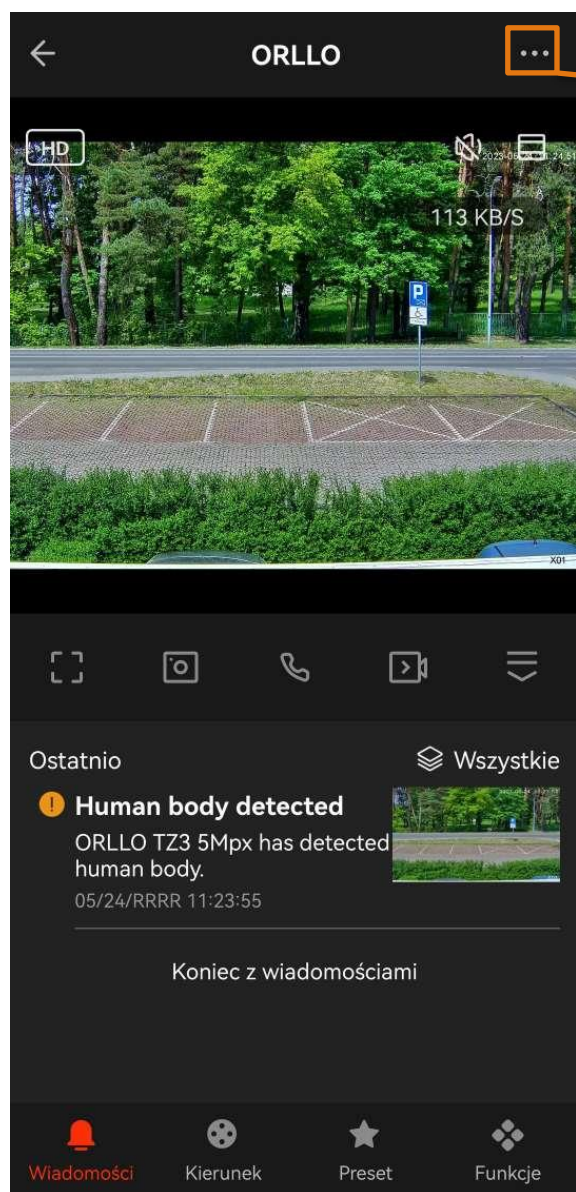 ORLLO
HD
113 KB/S
P
X01
Ostatnio
Wszystkie
Human body detected
ORLLO TZ3 5Mpx has detected
human body.
05/24/RRRR 11:23:55
Koniec z wiadomościami
Wiadomości
Kierunek
Preset
Funkcje